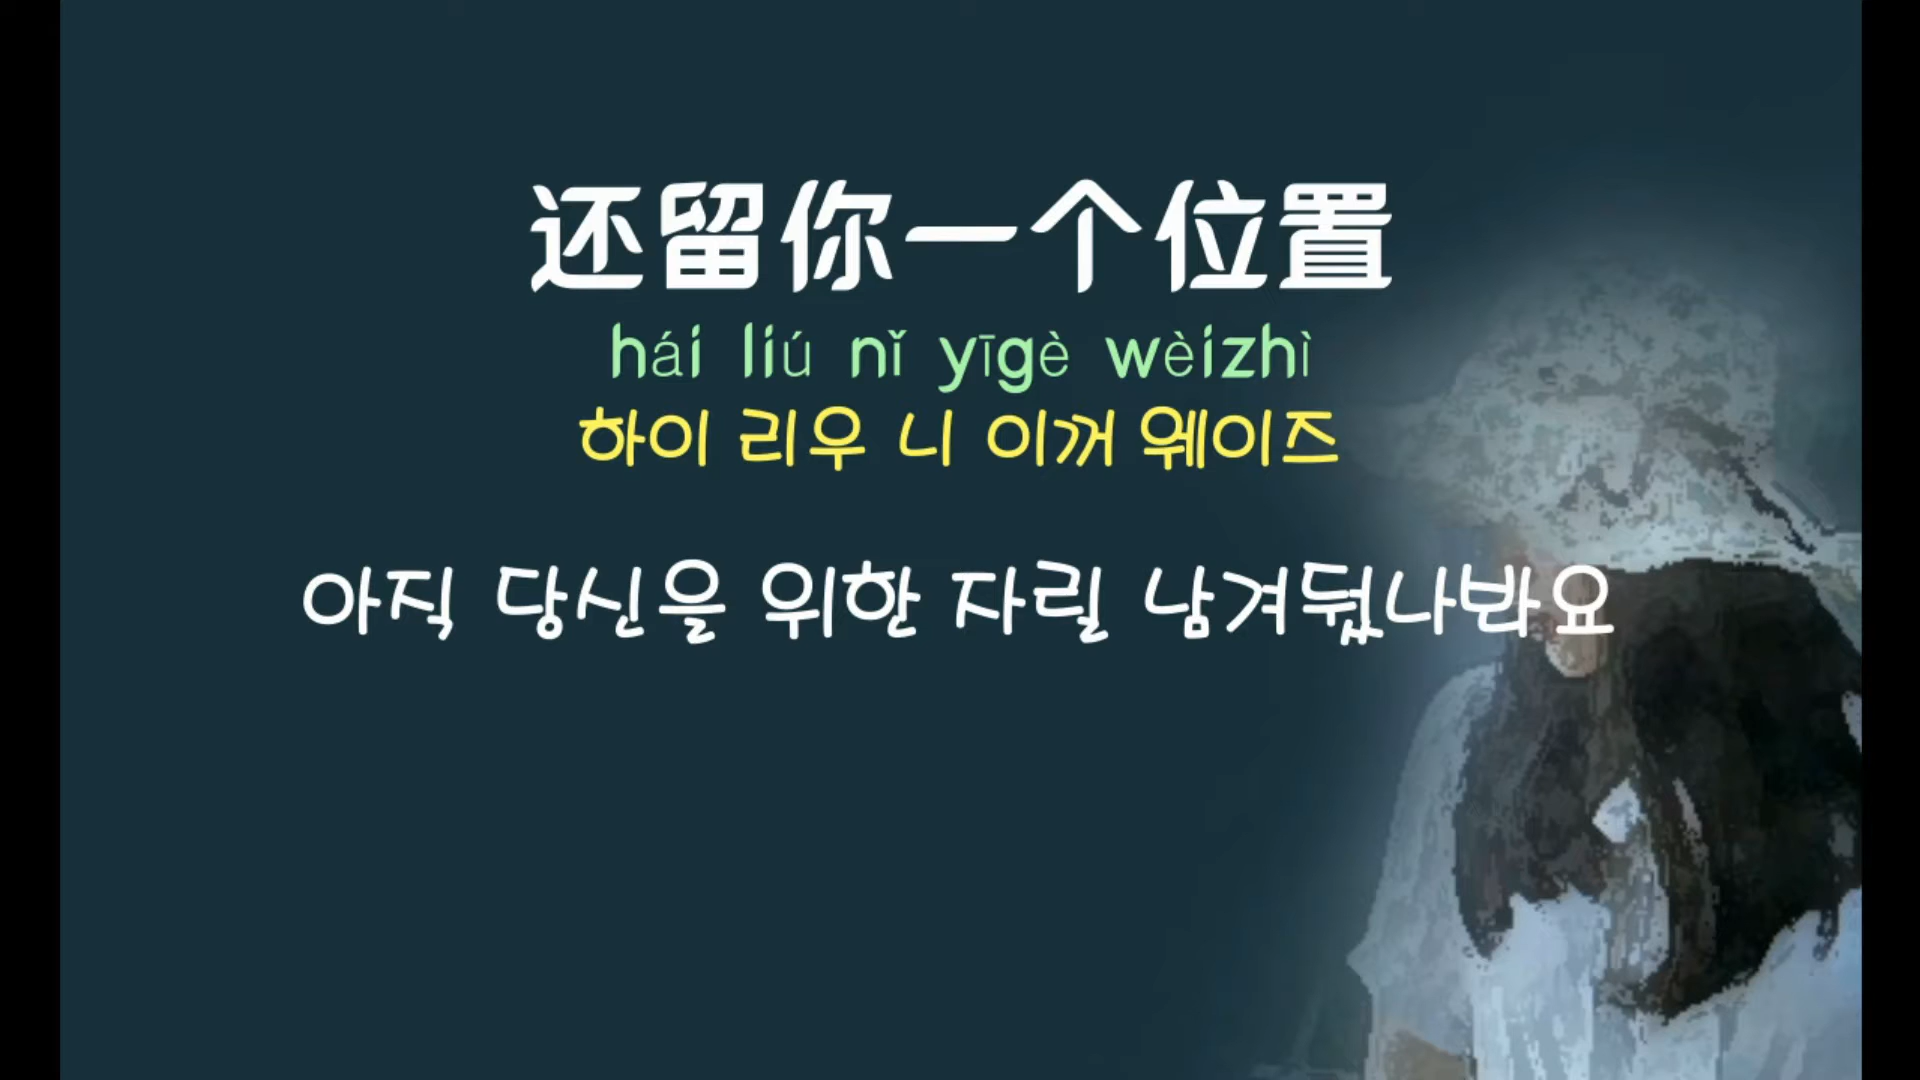 还留你一个位置
hái liú nǐ yīgè wèizhì
하이 리우 니 이꺼 웨이즈
아직 당신을 위한 자릴 남겨뒀나봐요